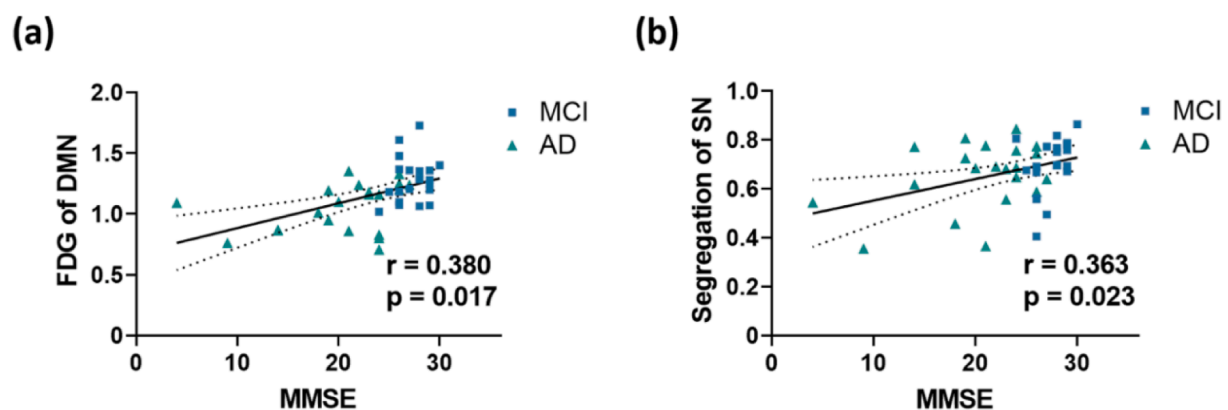 (a)
FDG of DMN
2.0
1.5
1.0
0.5
0
0 10 20 30
MMSE
MCI
AD
r = 0.380
p = 0.017
(b)
Segregation of SN
1.0
0.8
0.6
0.4
0.2
0
0 10 20 30
MMSE
MCI
AD
r = 0.363
p = 0.023